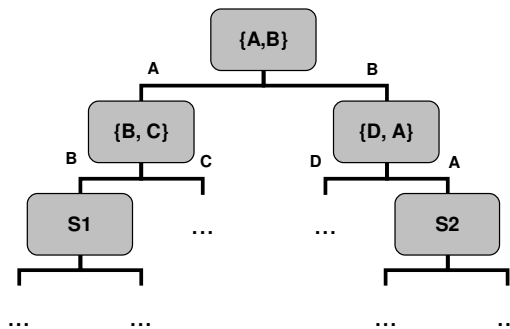 {A,B}
A B
{B, C} {D, A}
B C D A
S1 ... ... S2
... ... ... ..